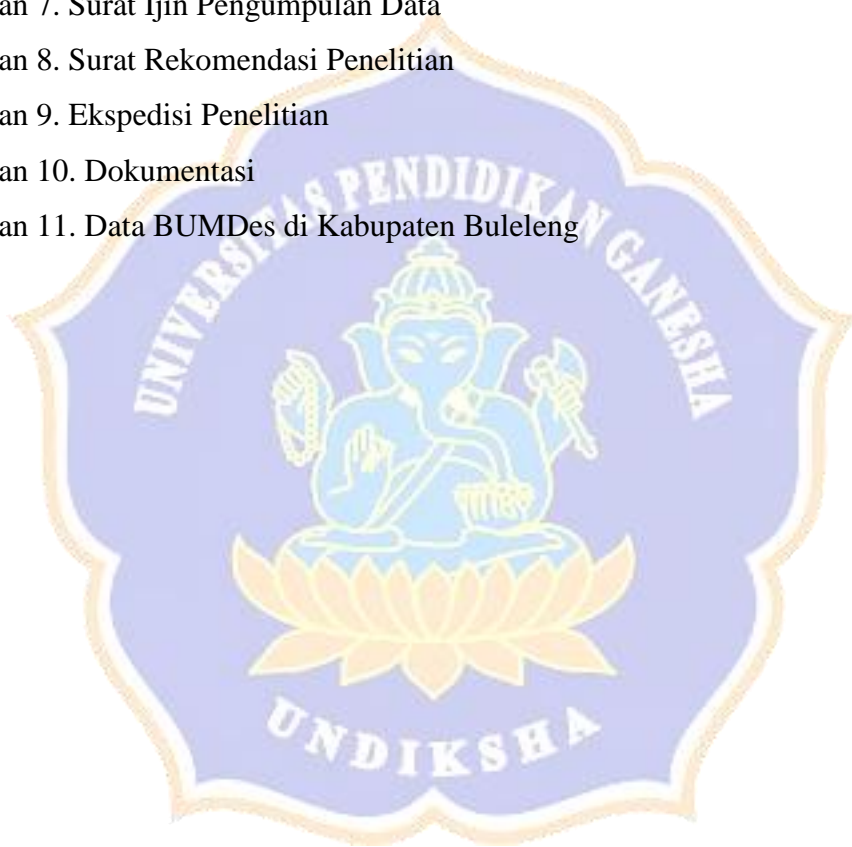 an 7. Surat Ijin Pengumpulan Data
an 8. Surat Rekomendasi Penelitian
an 9. Ekspedisi Penelitian
an 10. Dokumentasi
an 11. Data BUMDes di Kabupaten Buleleng
UNIVERSITAS PENDIDIKAN GANESHA
UNDIKSHA